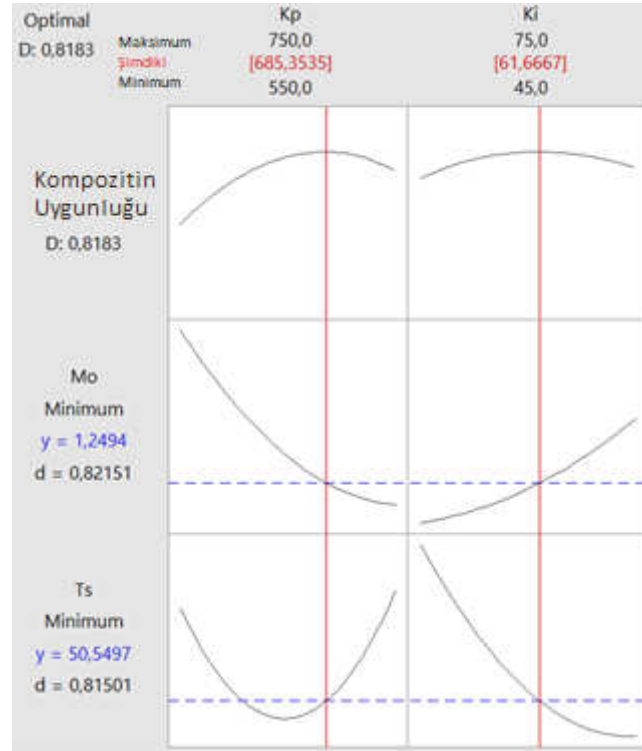 Optimal
D: 0,8183
Kp
Ki
Maksimum 750,0 75,0
Şimdiki [685,3535] [61,6667]
Minimum 550,0 45,0
Kompozitin
Uygunluğu
D: 0,8183
Mo
Minimum
y = 1,2494
d = 0,82151
Ts
Minimum
y = 50,5497
d = 0,81501